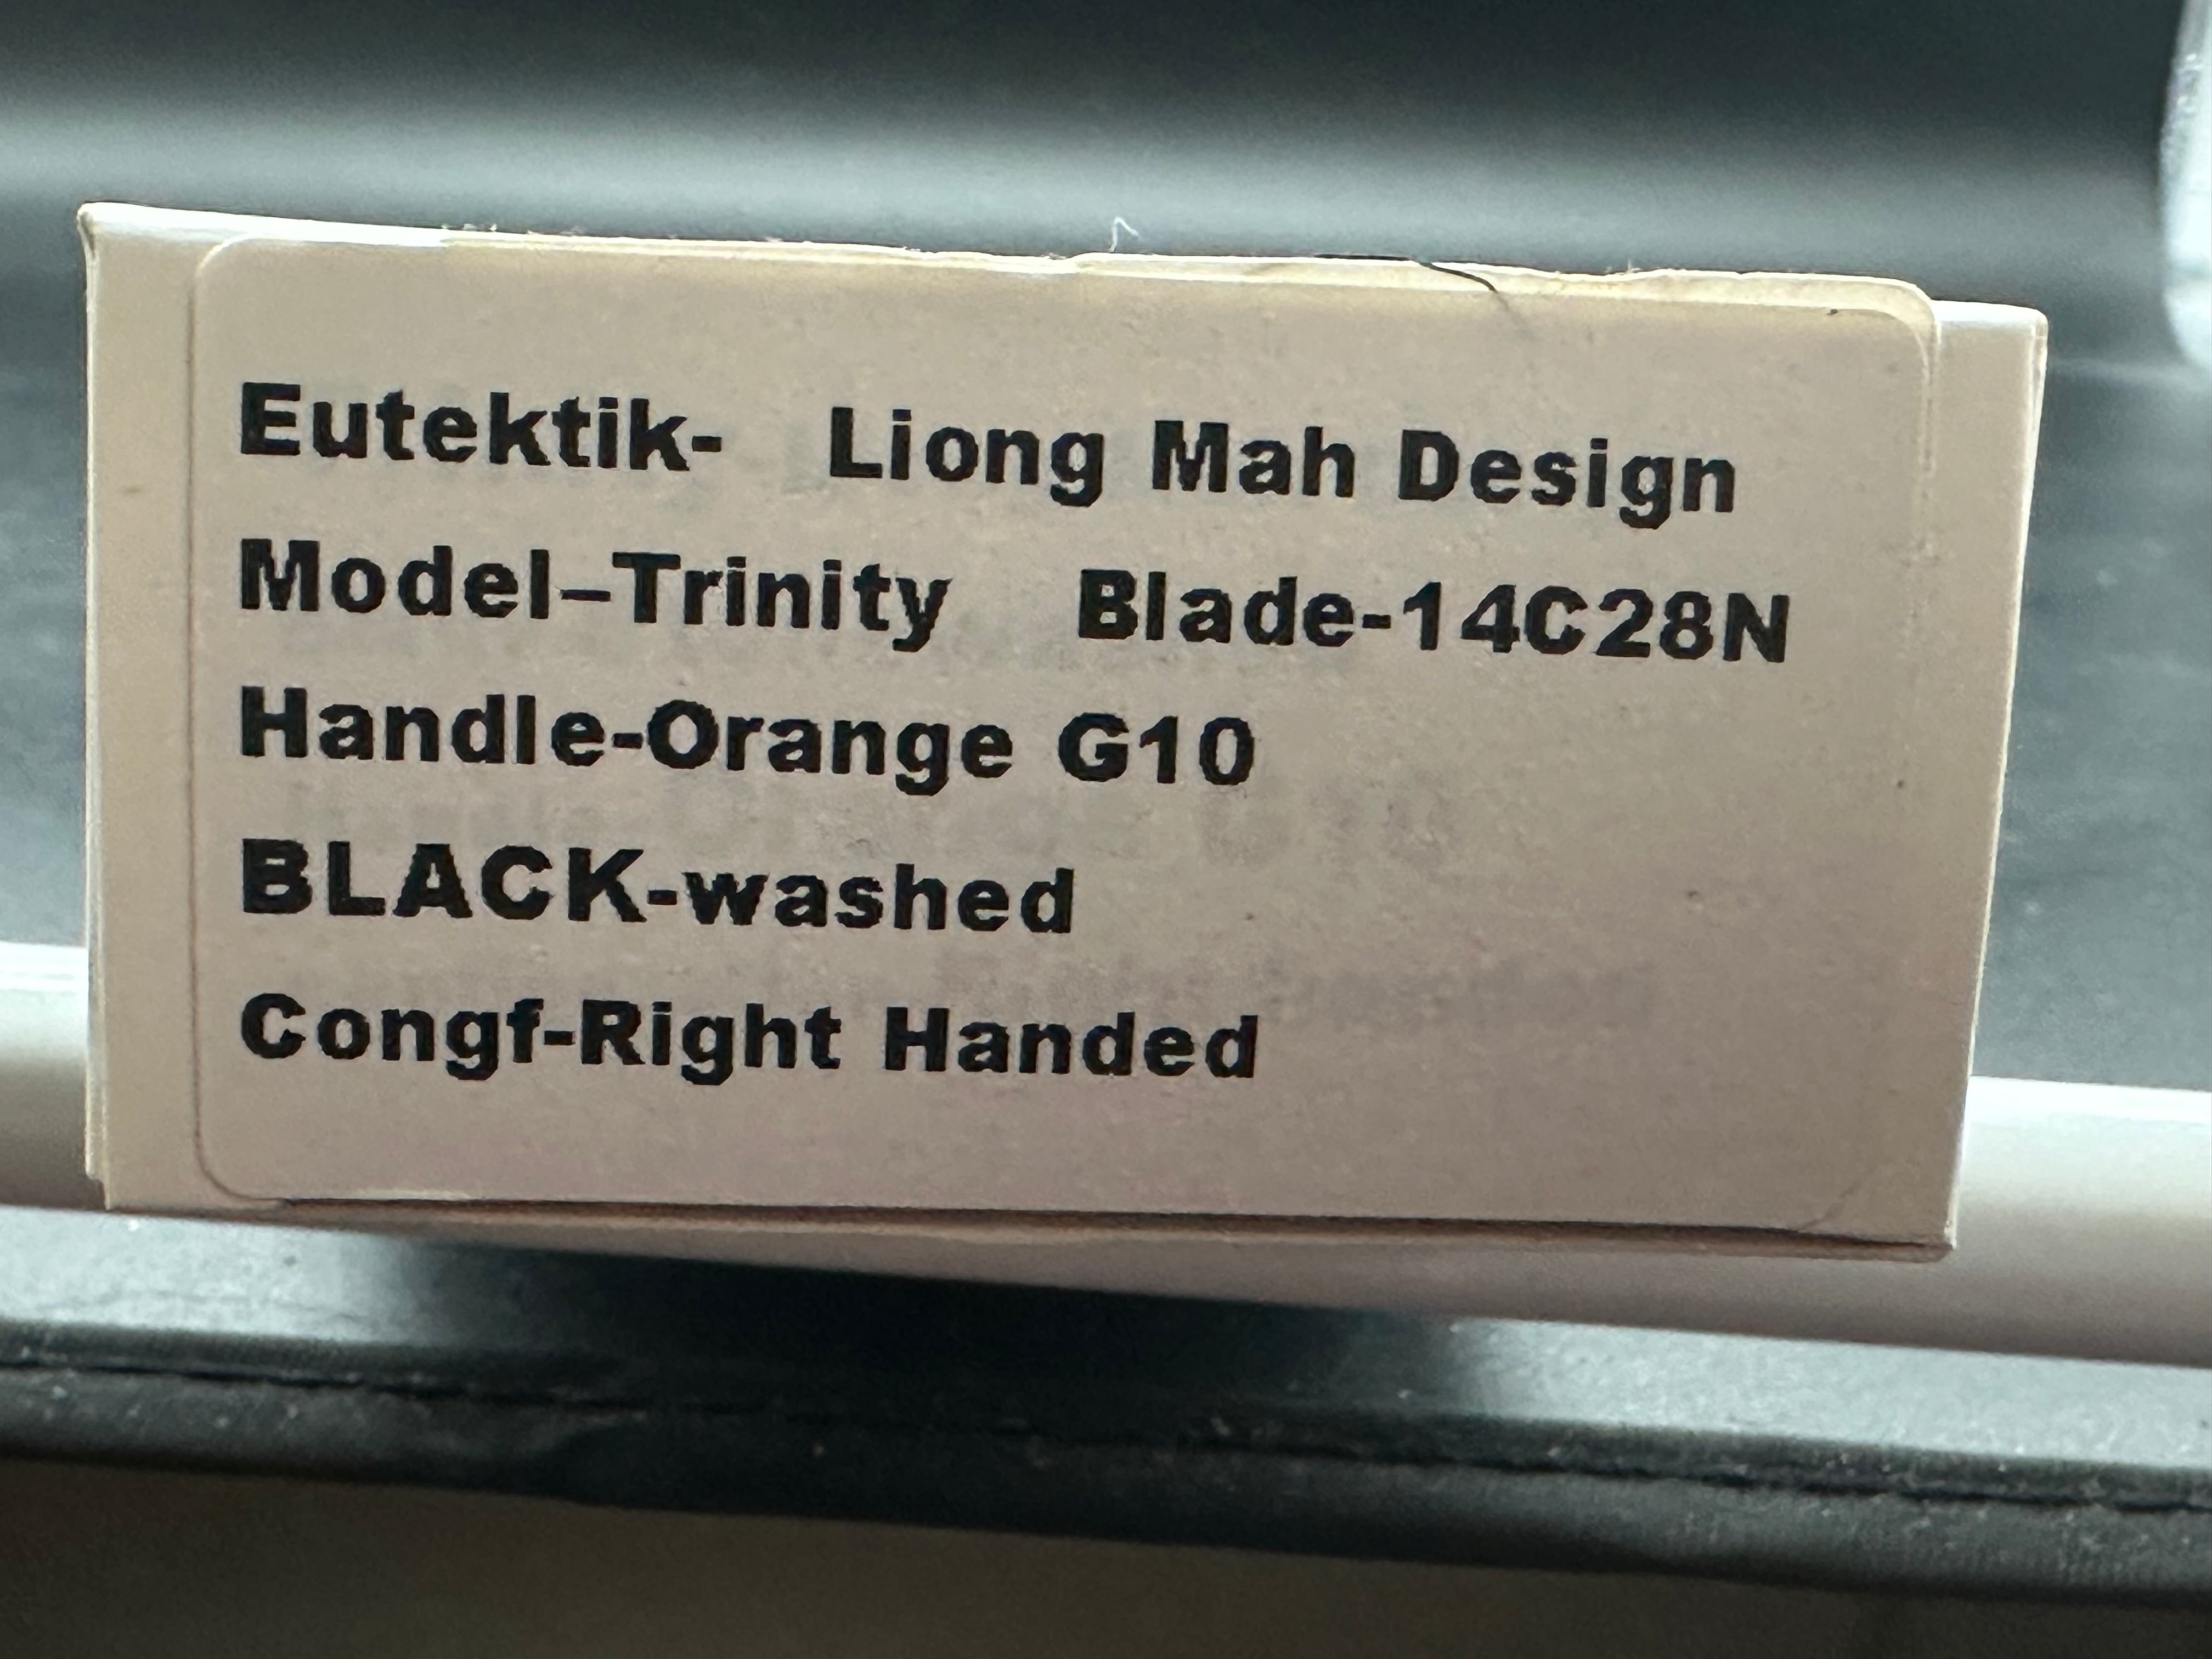 Eutektik- Liong Mah Design
Model–Trinity Blade-14C28N
Handle-Orange G10
BLACK-washed
Congf-Right Handed